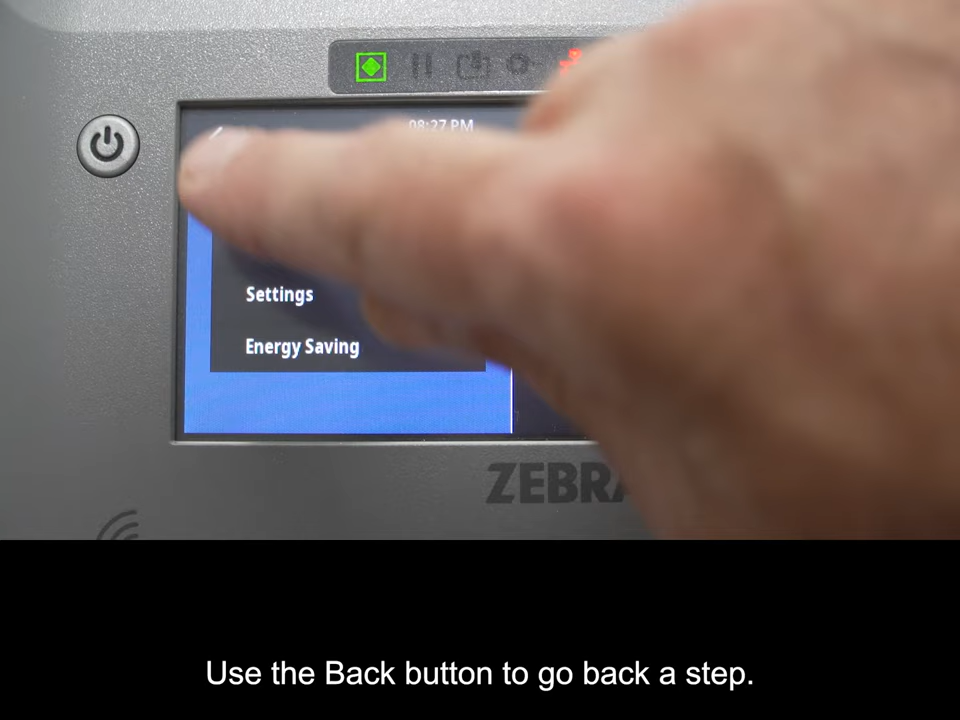 08:27 PM
Settings
Energy Saving
ZEBRA
Use the Back button to go back a step.